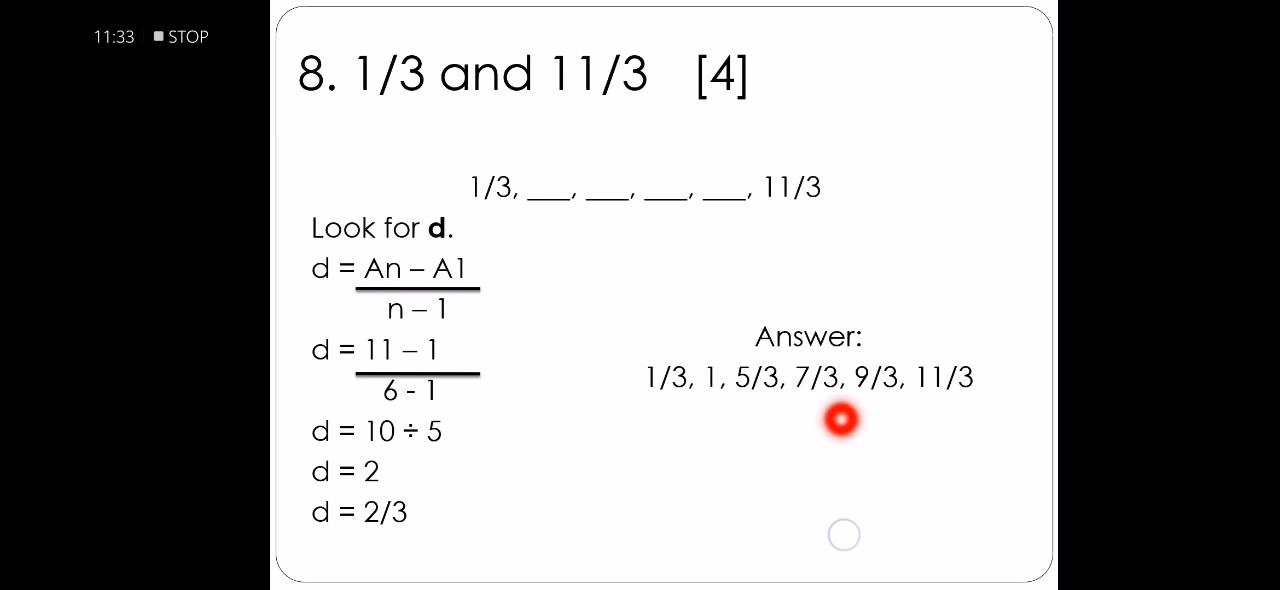 11:33 STOP
8. 1/3 and 11/3 [4]
1/3, ___, ___, ___, ___, 11/3
Look for d.
d = An – A1
n – 1
d = 11 – 1
6 - 1
d = 10 ÷ 5
d = 2
d = 2/3
Answer:
1/3, 1, 5/3, 7/3, 9/3, 11/3